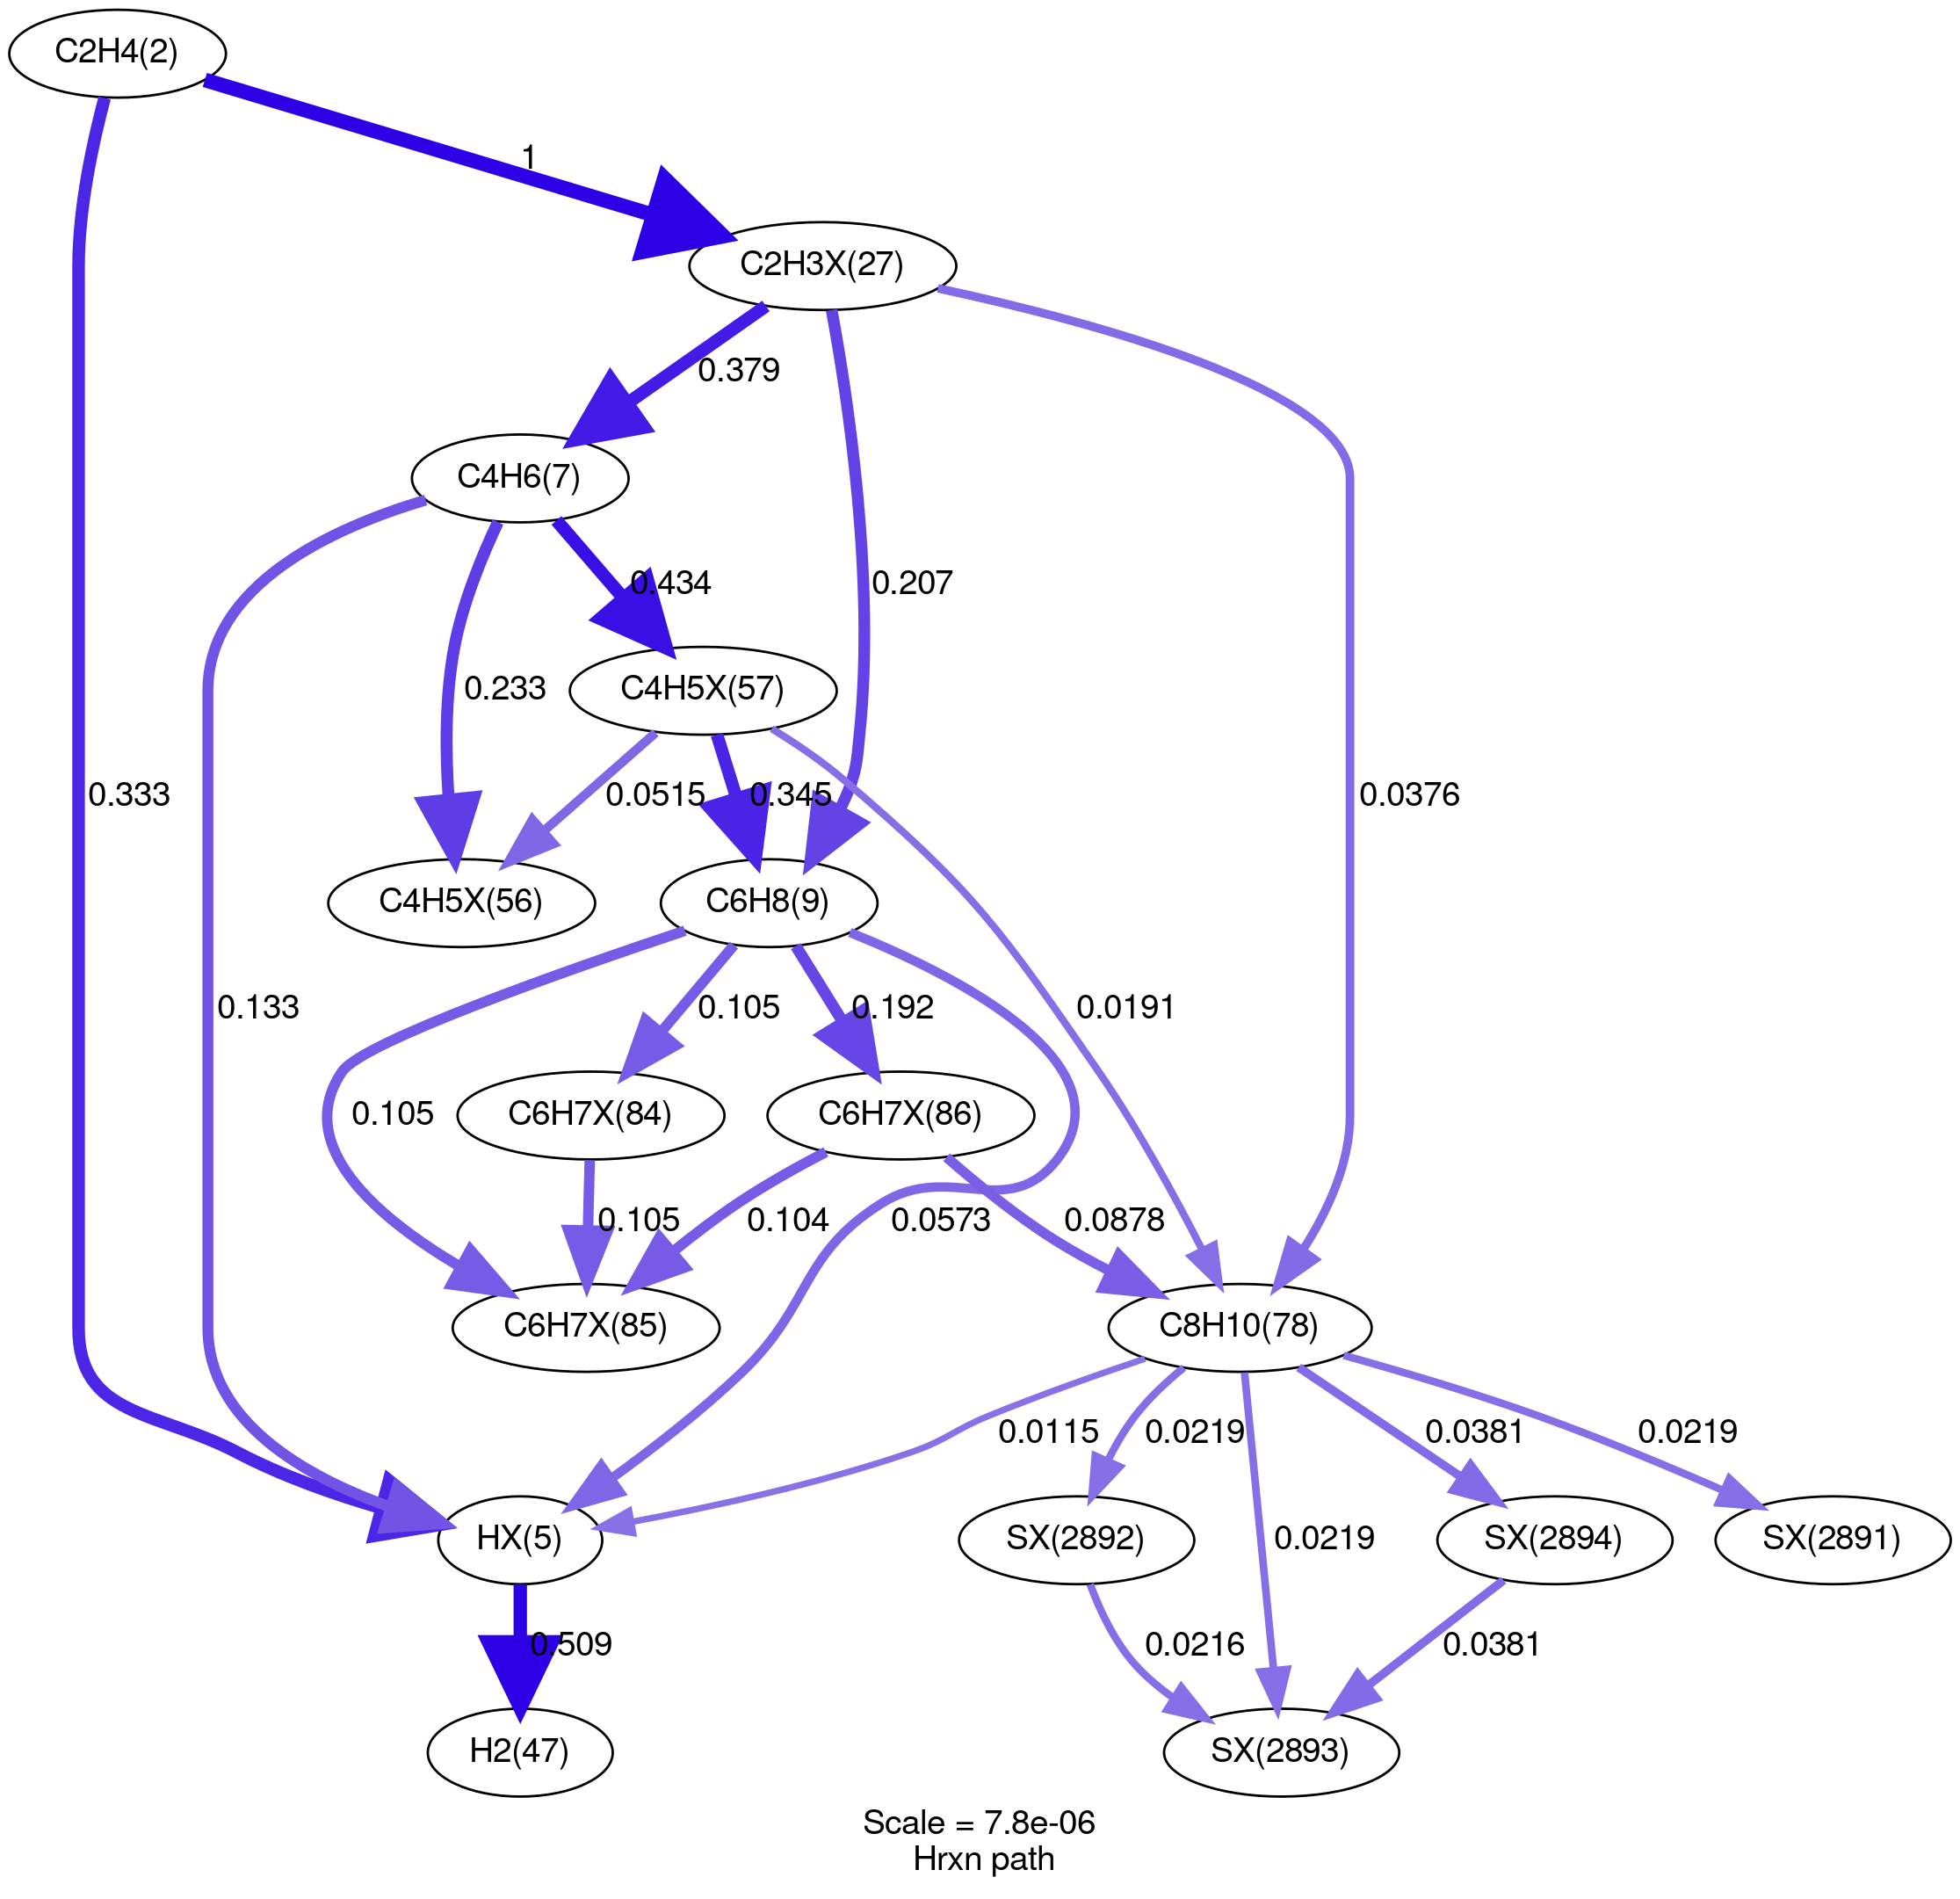 C2H4(2)
1
C2H3X(27)
0.379
C4H6(7)
0.434
0.207
C4H5X(57)
0.233
0.333
0.0515
0.345
0.0376
C4H5X(56)
C6H8(9)
0.133
0.105
0.192
0.0191
0.105
C6H7X(84)
C6H7X(86)
0.105
0.104
0.0573
0.0878
C6H7X(85)
C8H10(78)
0.0115
0.0219
0.0381
0.0219
HX(5)
SX(2892)
0.0219
SX(2894)
SX(2891)
0.509
0.0216
0.0381
H2(47)
SX(2893)
Scale = 7.8e-06
Hrxn path